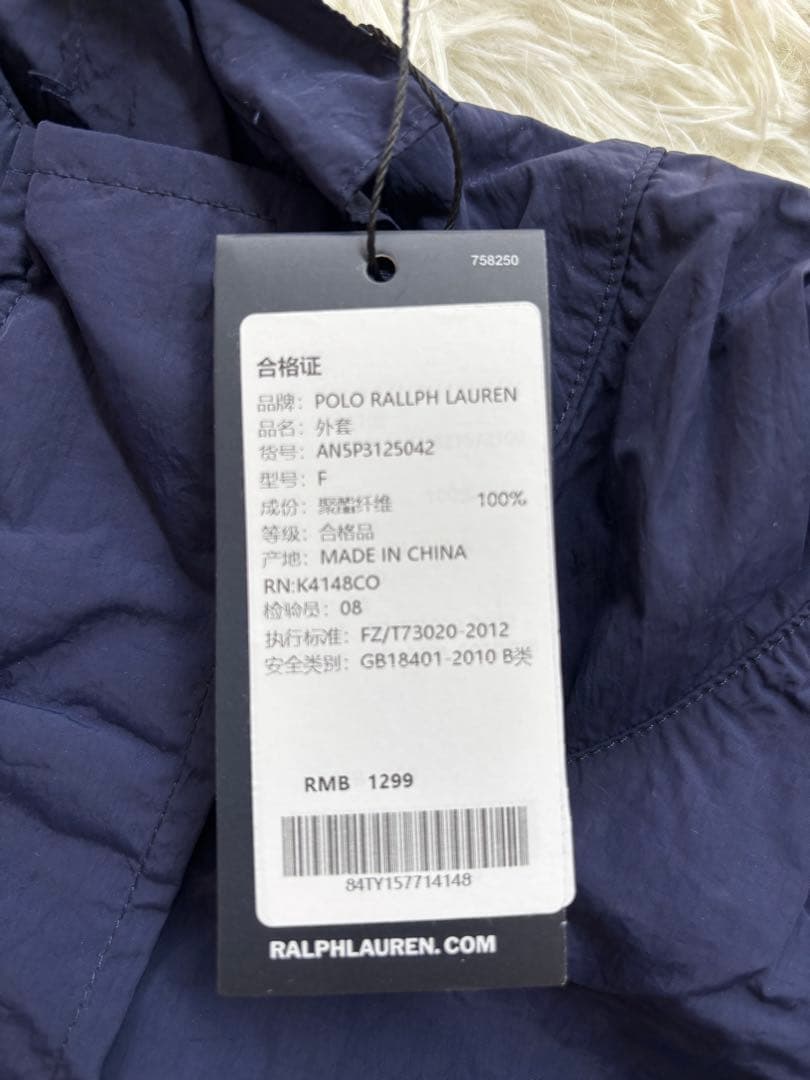 758250
合格证
品牌：POLO RALLPH LAUREN
品名：外套
货号：AN5P3125042
型号：F
成份：聚酯纤维 100%
等级：合格品
产地：MADE IN CHINA
RN:K4148CO
检验员：08
执行标准：FZ/T73020-2012
安全类别：GB18401-2010 B类
RMB 1299
84TY157714148
RALPHLAUREN.COM